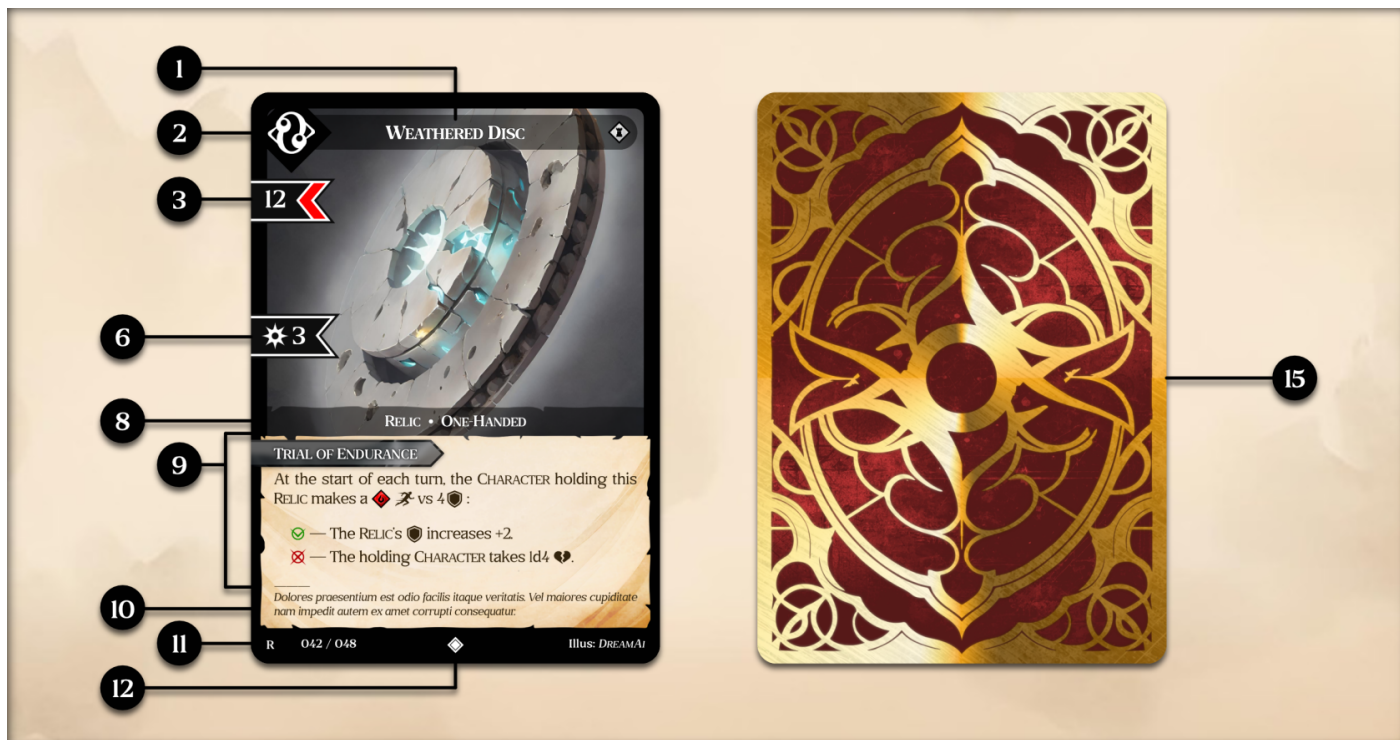 1
2
WEATHERED DISC
3
12
6
3
8
RELIC • ONE-HANDED
9
TRIAL OF ENDURANCE
At the start of each turn, the CHARACTER holding this
RELIC makes a vs 4 :
— The RELIC'S increases +2.
— The holding CHARACTER takes 1d4 .
10
Dolores praesentium est odio facilis itaque veritatis. Vel maiores cupiditate
nam impedit autem ex amet corrupti consequatur.
11
R 042 / 048 Illus: DREAMAI
12
15